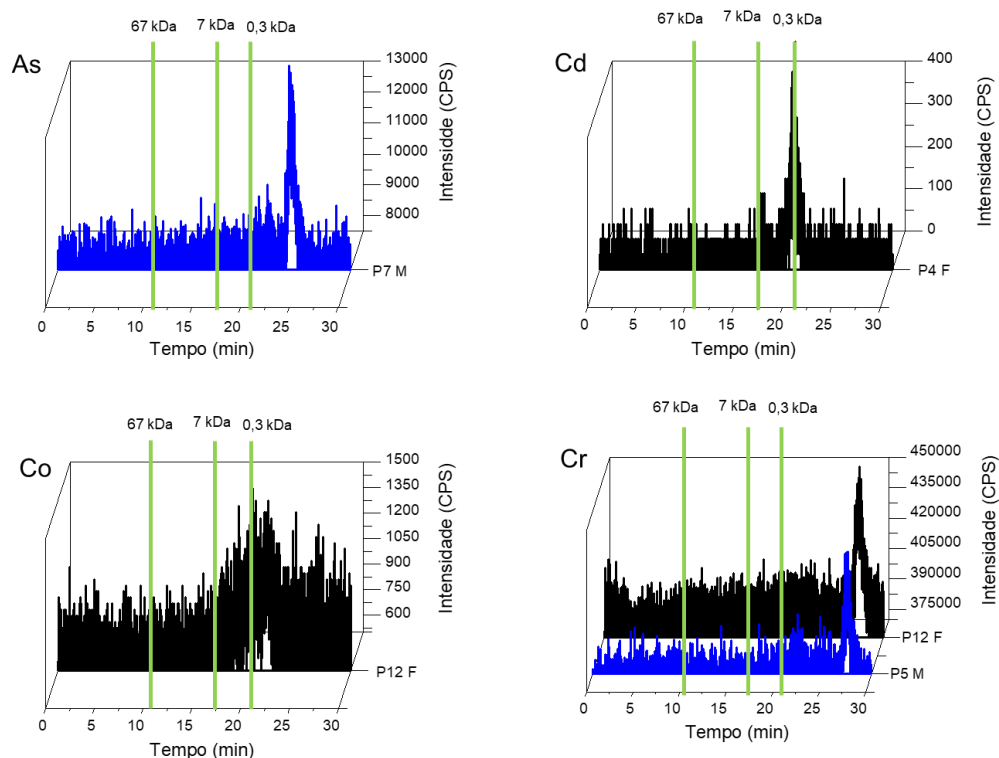 67 kDa 7 kDa 0,3 kDa
As
13000
12000
11000
10000
9000
8000
Intensidde (CPS)
P7 M
0 5 10 15 20 25 30
Tempo (min)
67 kDa 7 kDa 0,3 kDa
Cd
400
300
200
100
0
Intensidade (CPS)
P4 F
0 5 10 15 20 25 30
Tempo (min)
67 kDa 7 kDa 0,3 kDa
Co
1500
1350
1200
1050
900
750
600
Intensidade (CPS)
P12 F
0 5 10 15 20 25 30
Tempo (min)
67 kDa 7 kDa 0,3 kDa
Cr
450000
435000
420000
405000
390000
375000
Intensidade (CPS)
P12 F
P5 M
0 5 10 15 20 25 30
Tempo (min)